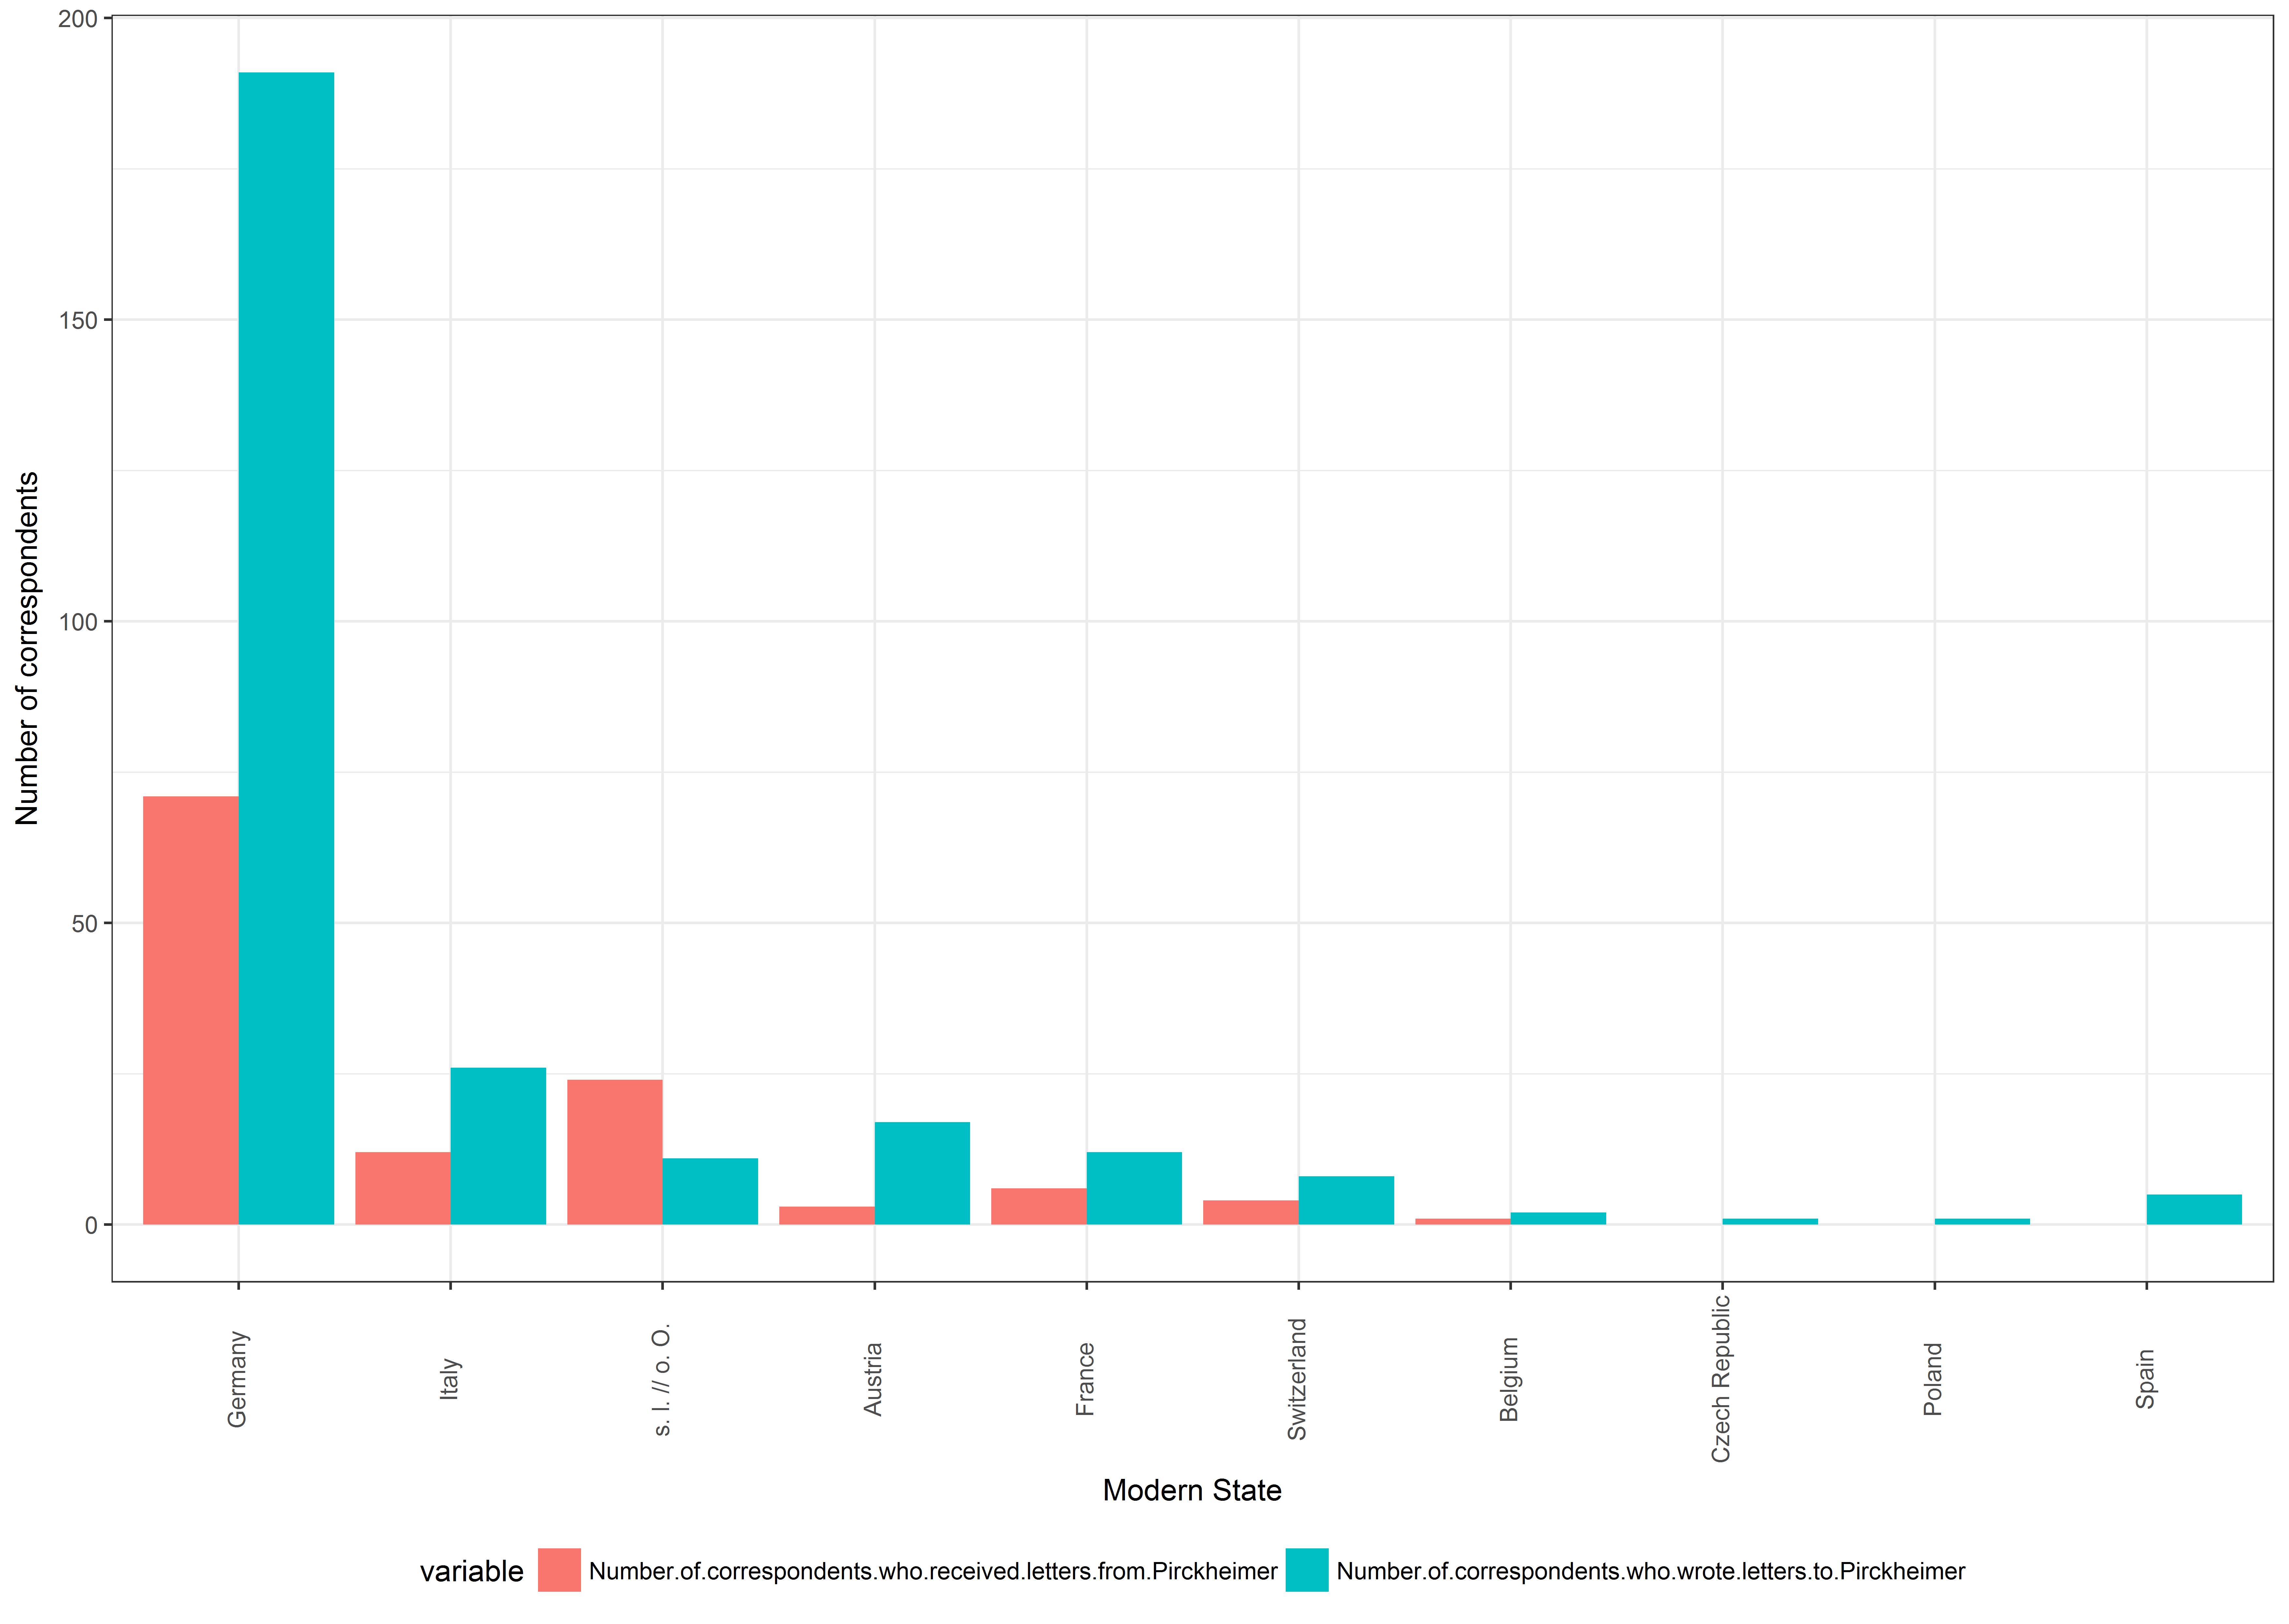 200
150
100
50
0
Number of correspondents
Germany
Italy
s. l. // o. O.
Austria
France
Switzerland
Belgium
Czech Republic
Poland
Spain
Modern State
variable
Number.of.correspondents.who.received.letters.from.Pirckheimer
Number.of.correspondents.who.wrote.letters.to.Pirckheimer